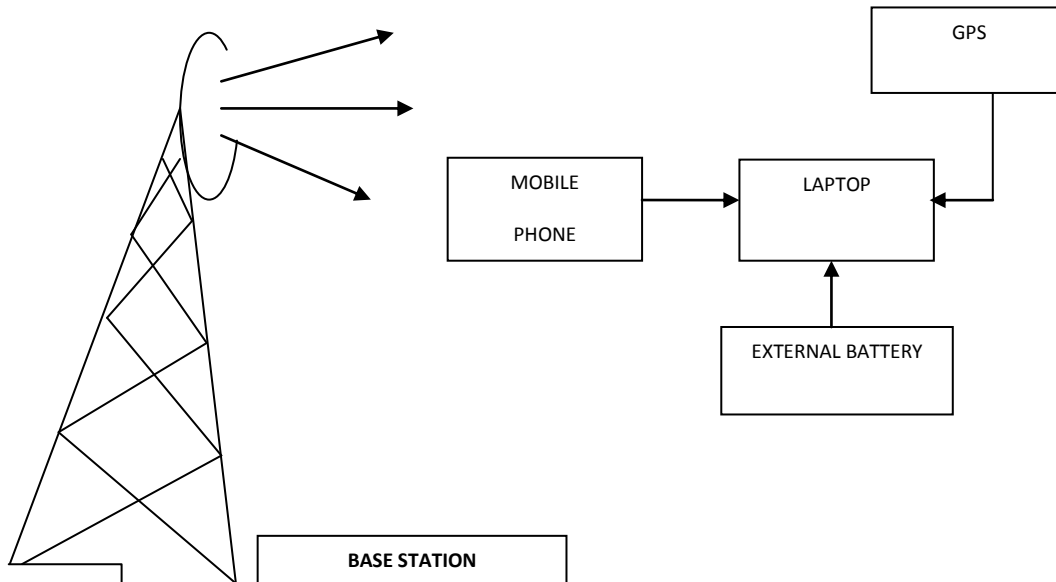 GPS
MOBILE
PHONE
LAPTOP
EXTERNAL BATTERY
BASE STATION